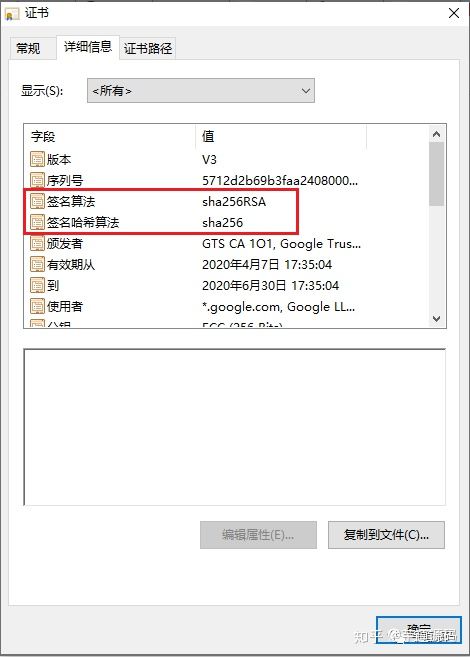 证书
常规 详细信息 证书路径
显示(S): <所有>
字段 值
版本 V3
序列号 5712d2b69b3faa2408000...
签名算法 sha256RSA
签名哈希算法 sha256
颁发者 GTS CA 1O1, Google Trus...
有效期从 2020年4月7日 17:35:04
到 2020年6月30日 17:35:04
使用者 *.google.com, Google LL...
公钥 ECC (256 Bits)
编辑属性(E)... 复制到文件(C)...
确定
知乎